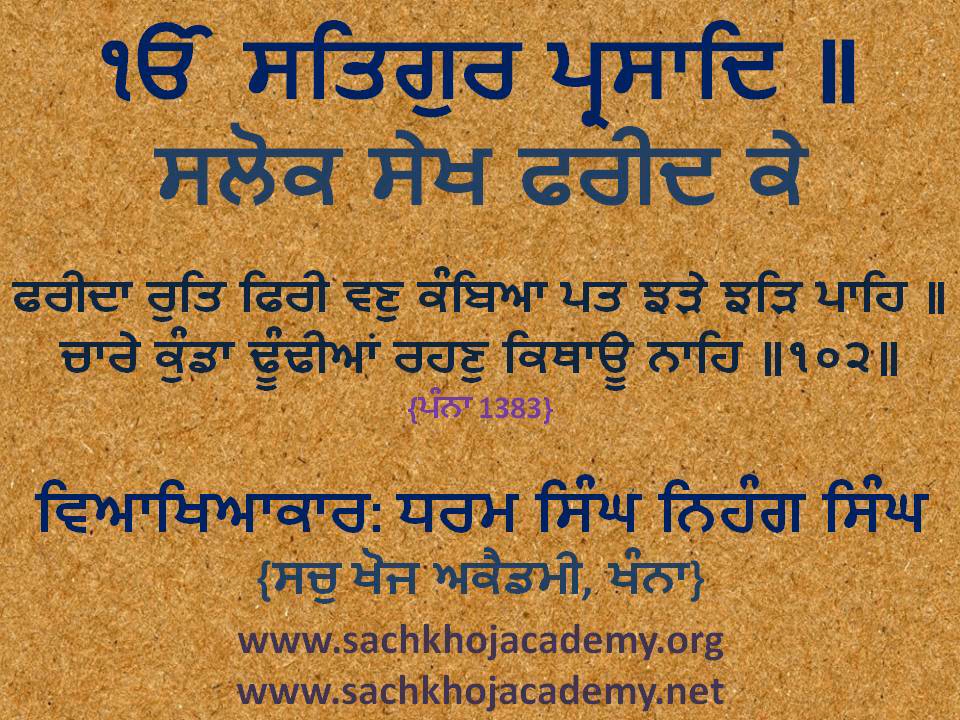 ੴ ਸਤਿਗੁਰ ਪ੍ਰਸਾਦਿ ॥
ਸਲੋਕ ਸੇਖ ਫਰੀਦ ਕੇ
ਫਰੀਦਾ ਰੁਤਿ ਫਿਰੀ ਵਣੁ ਕੰਬਿਆ ਪਤ ਝੜੇ ਝੜਿ ਪਾਹਿ ॥
ਚਾਰੇ ਕੁੰਡਾ ਢੂੰਢੀਆਂ ਰਹਣੁ ਕਿਥਾਊ ਨਾਹਿ ॥੧੦੨॥
{ਪੰਨਾ 1383}
ਵਿਆਖਿਆਕਾਰ: ਧਰਮ ਸਿੰਘ ਨਿਹੰਗ ਸਿੰਘ
{ਸਚੁ ਖੋਜ ਅਕੈਡਮੀ, ਖੰਨਾ}
www.sachkhojacademy.org
www.sachkhojacademy.net